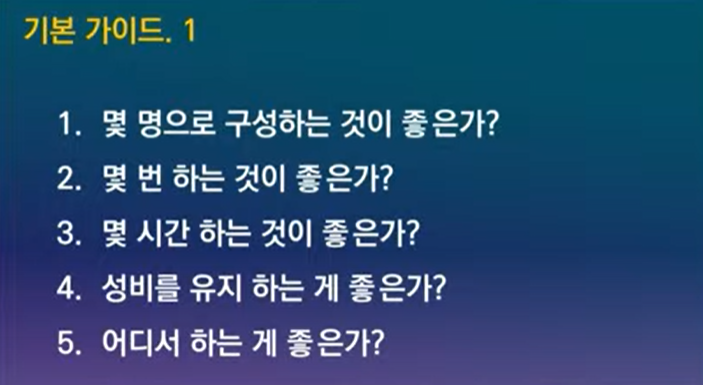 기본 가이드. 1
1. 몇 명으로 구성하는 것이 좋은가?
2. 몇 번 하는 것이 좋은가?
3. 몇 시간 하는 것이 좋은가?
4. 성비를 유지 하는 게 좋은가?
5. 어디서 하는 게 좋은가?